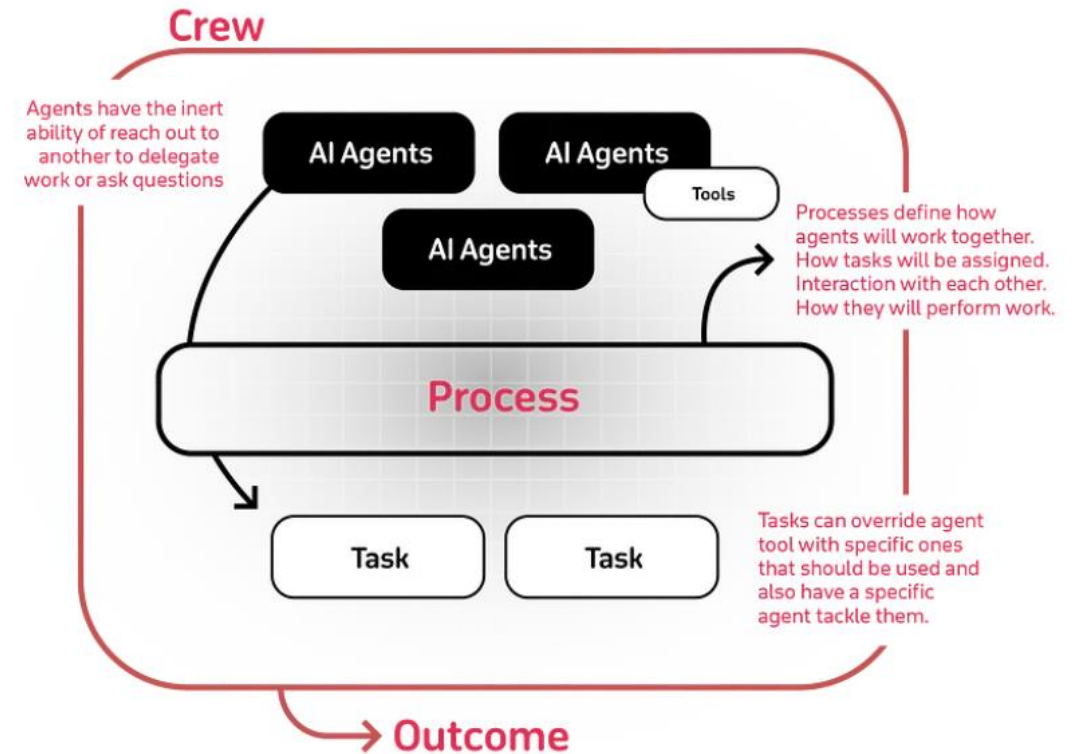 Crew
Agents have the inert
ability of reach out to
another to delegate
work or ask questions
AI Agents
AI Agents
Tools
AI Agents
Processes define how
agents will work together.
How tasks will be assigned.
Interaction with each other.
How they will perform work.
Process
Task
Task
Tasks can override agent
tool with specific ones
that should be used and
also have a specific
agent tackle them.
Outcome